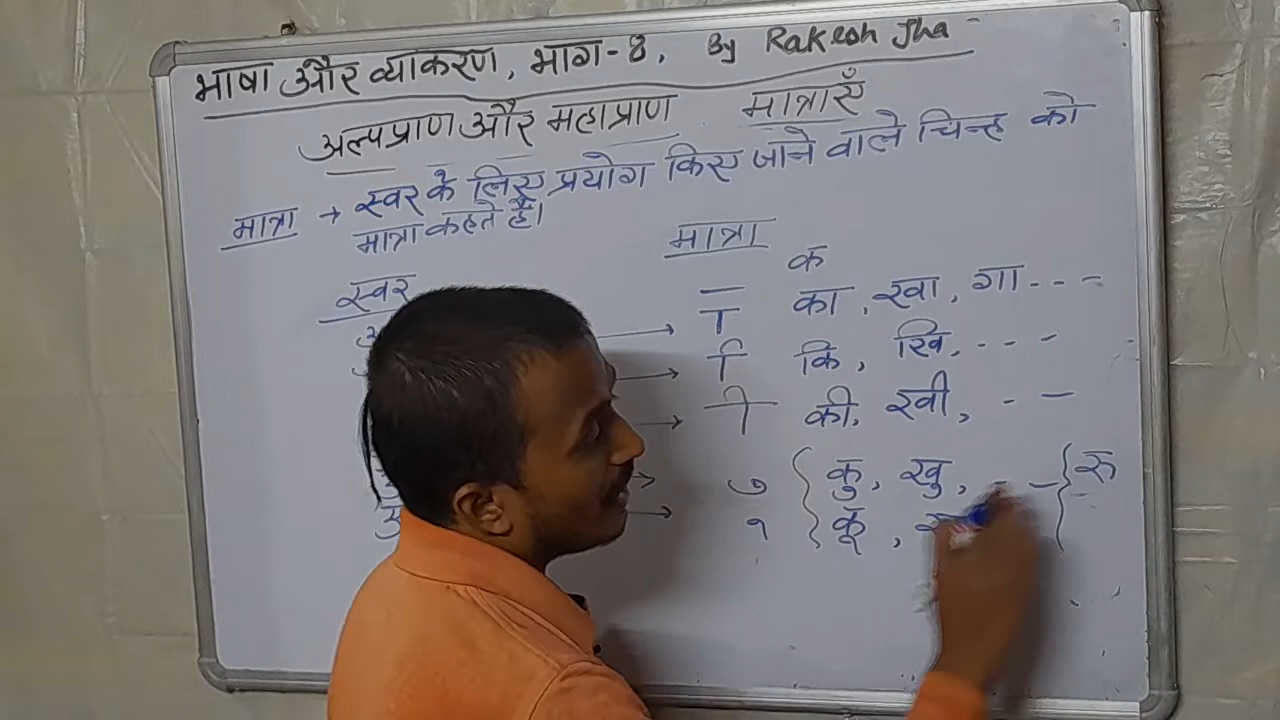 भाषा और व्याकरण, भाग-8, By Rakesh Jha
अल्पप्राण और महाप्राण मात्राएँ
मात्रा → स्वर के लिए प्रयोग किए जाने वाले चिन्ह को
मात्रा कहते हैं।
स्वर मात्रा
क
→ ा का, खा, गा - - -
→ ि कि, खि, - - -
→ ी की, खी, - -
→ ु { कु, खु, - - { रु
→ ू { कू,